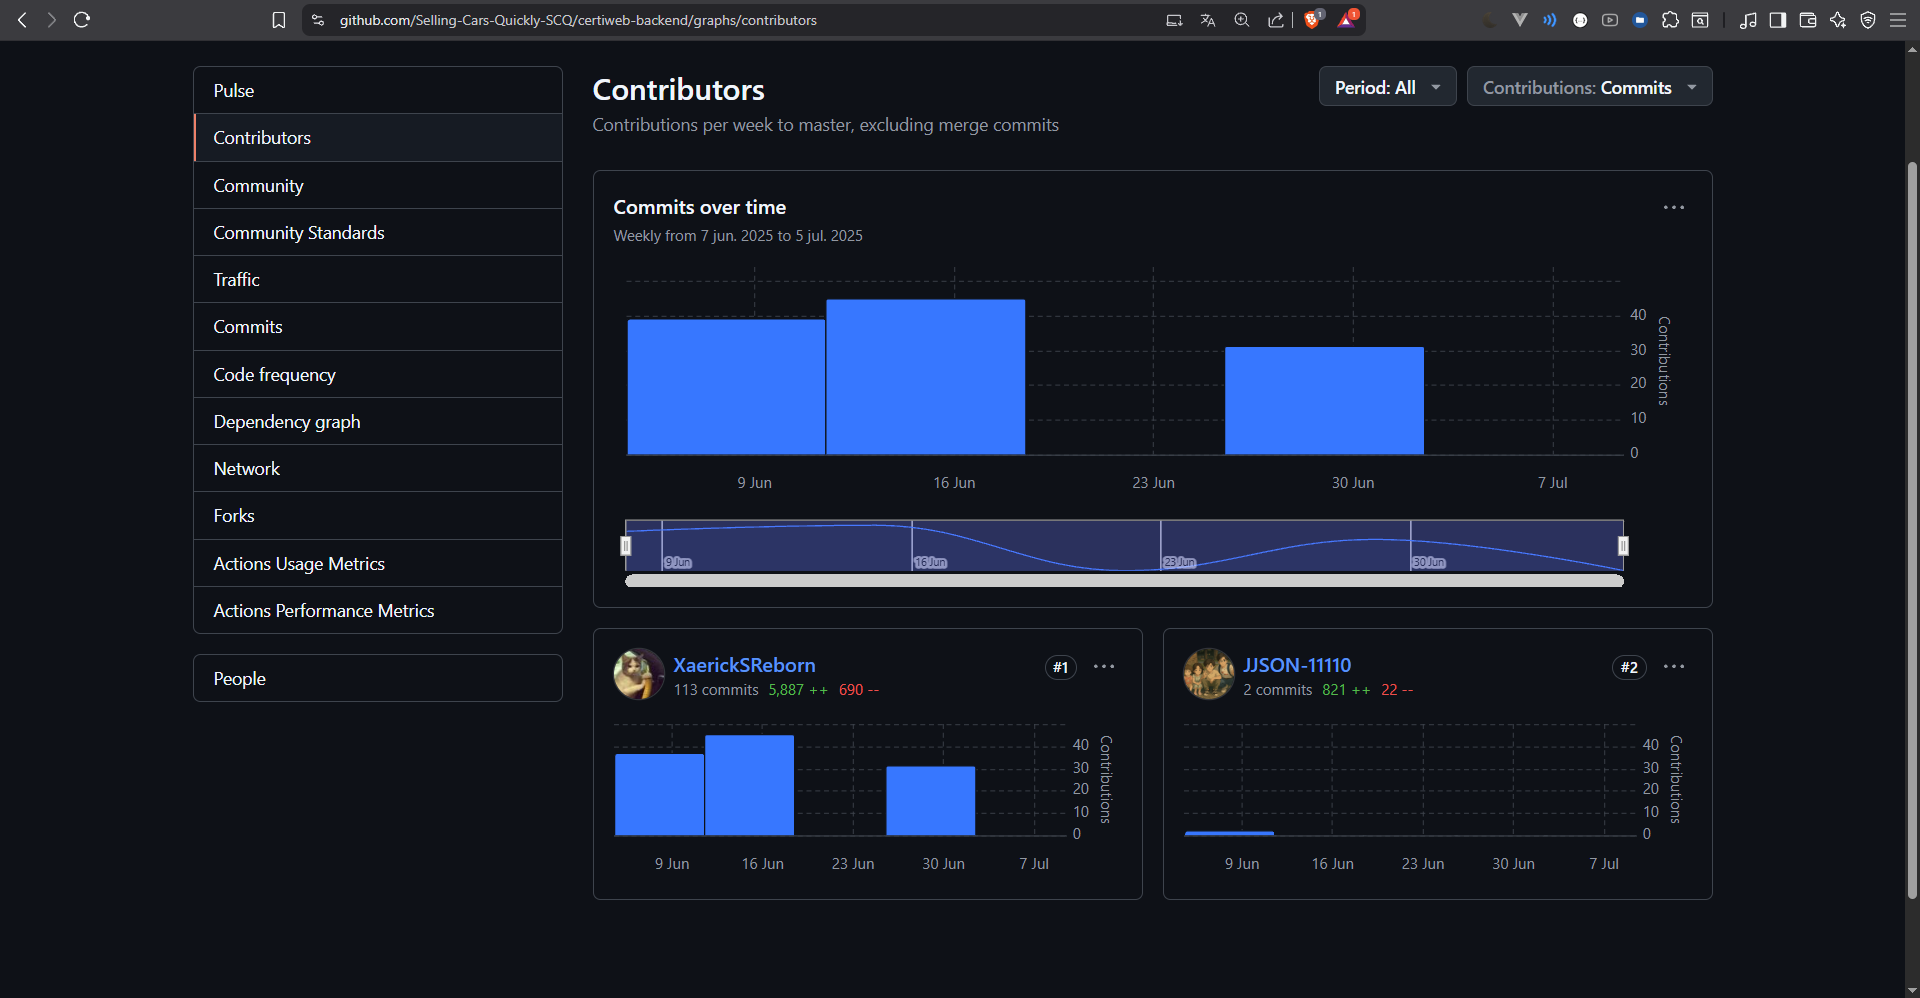 github.com/Selling-Cars-Quickly-SCQ/certiweb-backend/graphs/contributors
1
1
Pulse
Contributors
Community
Community Standards
Traffic
Commits
Code frequency
Dependency graph
Network
Forks
Actions Usage Metrics
Actions Performance Metrics
People
Contributors
Period: All
Contributions: Commits
Contributions per week to master, excluding merge commits
Commits over time
Weekly from 7 jun. 2025 to 5 jul. 2025
40
30
20
10
0
Contributions
9 Jun
16 Jun
23 Jun
30 Jun
7 Jul
9 Jun
16 Jun
23 Jun
30 Jun
XaerickSReborn
#1
113 commits 5,887 ++ 690 --
40
30
20
10
0
Contributions
9 Jun
16 Jun
23 Jun
30 Jun
7 Jul
JJSON-11110
#2
2 commits 821 ++ 22 --
40
30
20
10
0
Contributions
9 Jun
16 Jun
23 Jun
30 Jun
7 Jul